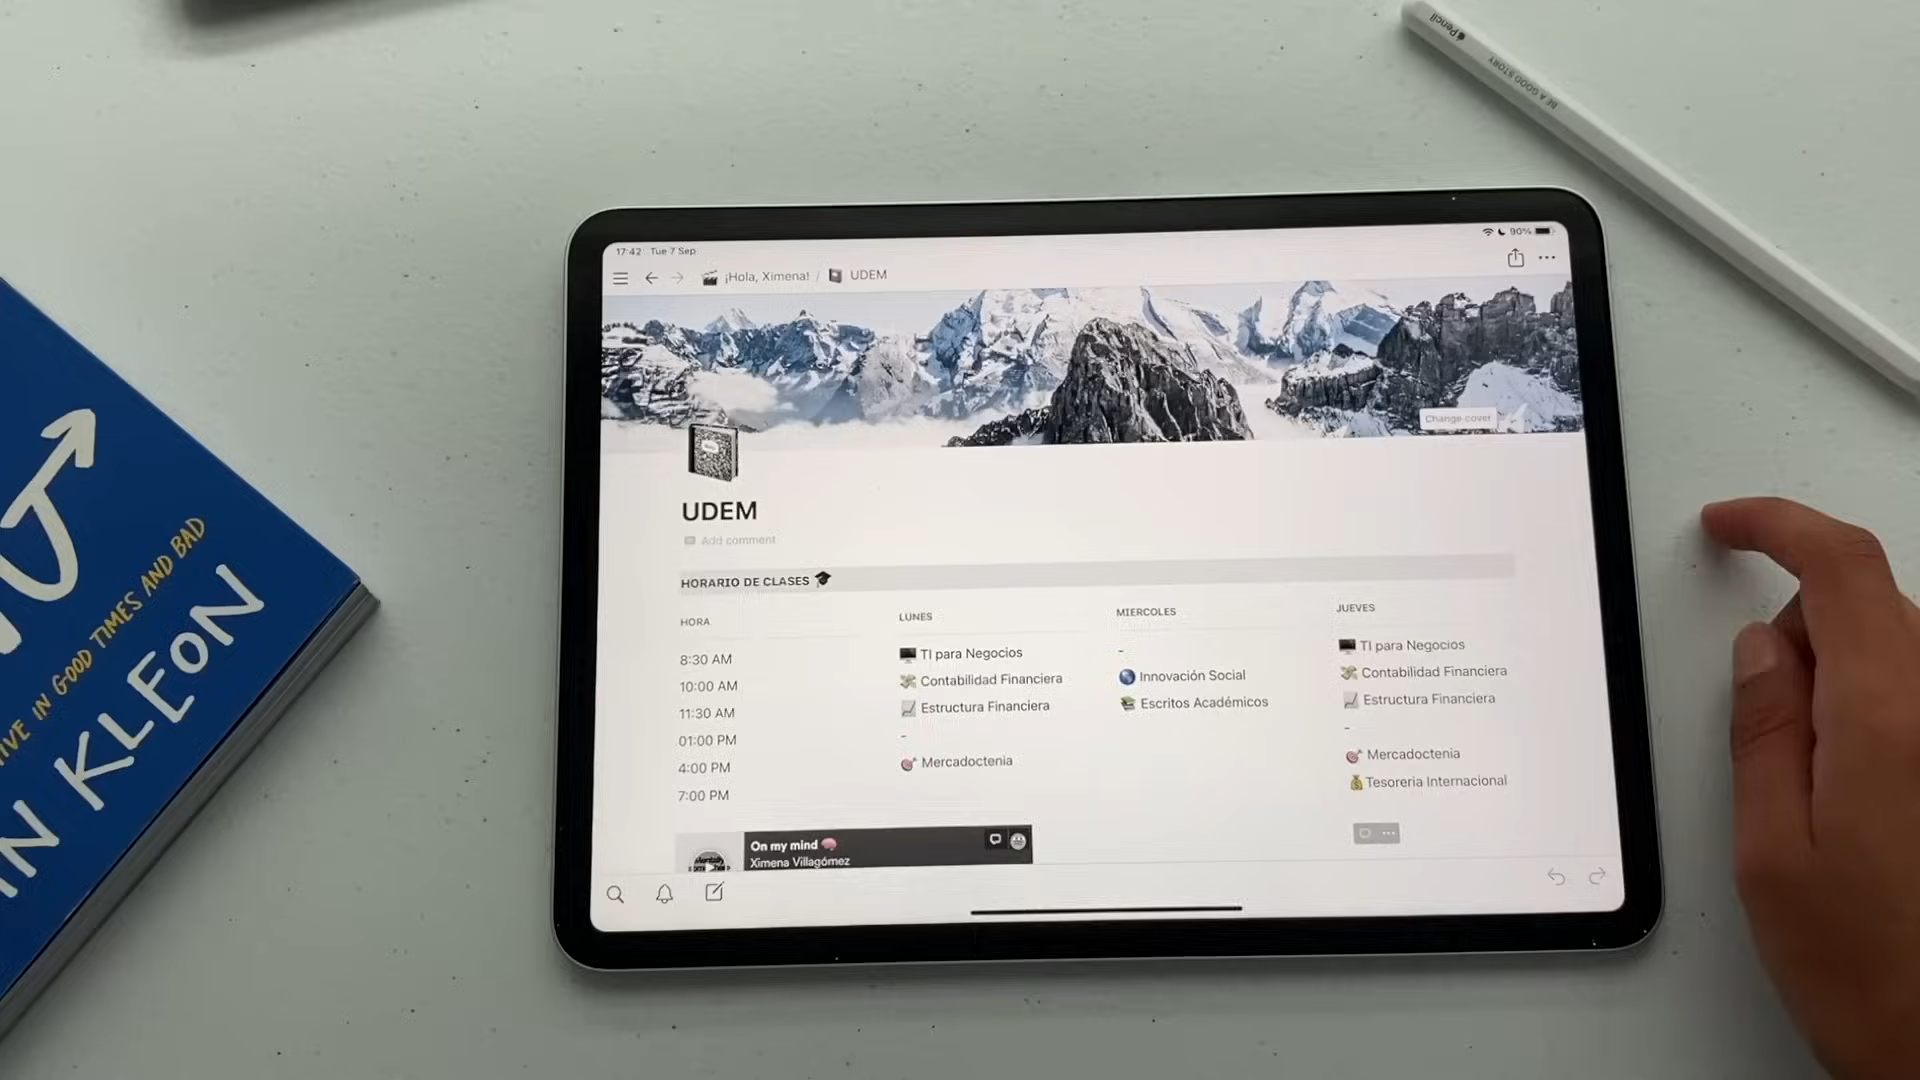 Pencil
BE A GOOD STORY
17:42 Tue 7 Sep
90%
¡Hola, Ximena! / UDEM
Change cover
UDEM
Add comment
HORARIO DE CLASES
HORA
8:30 AM
10:00 AM
11:30 AM
01:00 PM
4:00 PM
7:00 PM
LUNES
TI para Negocios
Contabilidad Financiera
Estructura Financiera
-
Mercadoctenia
MIERCOLES
-
Innovación Social
Escritos Académicos
JUEVES
TI para Negocios
Contabilidad Financiera
Estructura Financiera
-
Mercadoctenia
Tesoreria Internacional
On my mind
Ximena Villagómez
IN GOOD TIMES AND BAD
KLEON